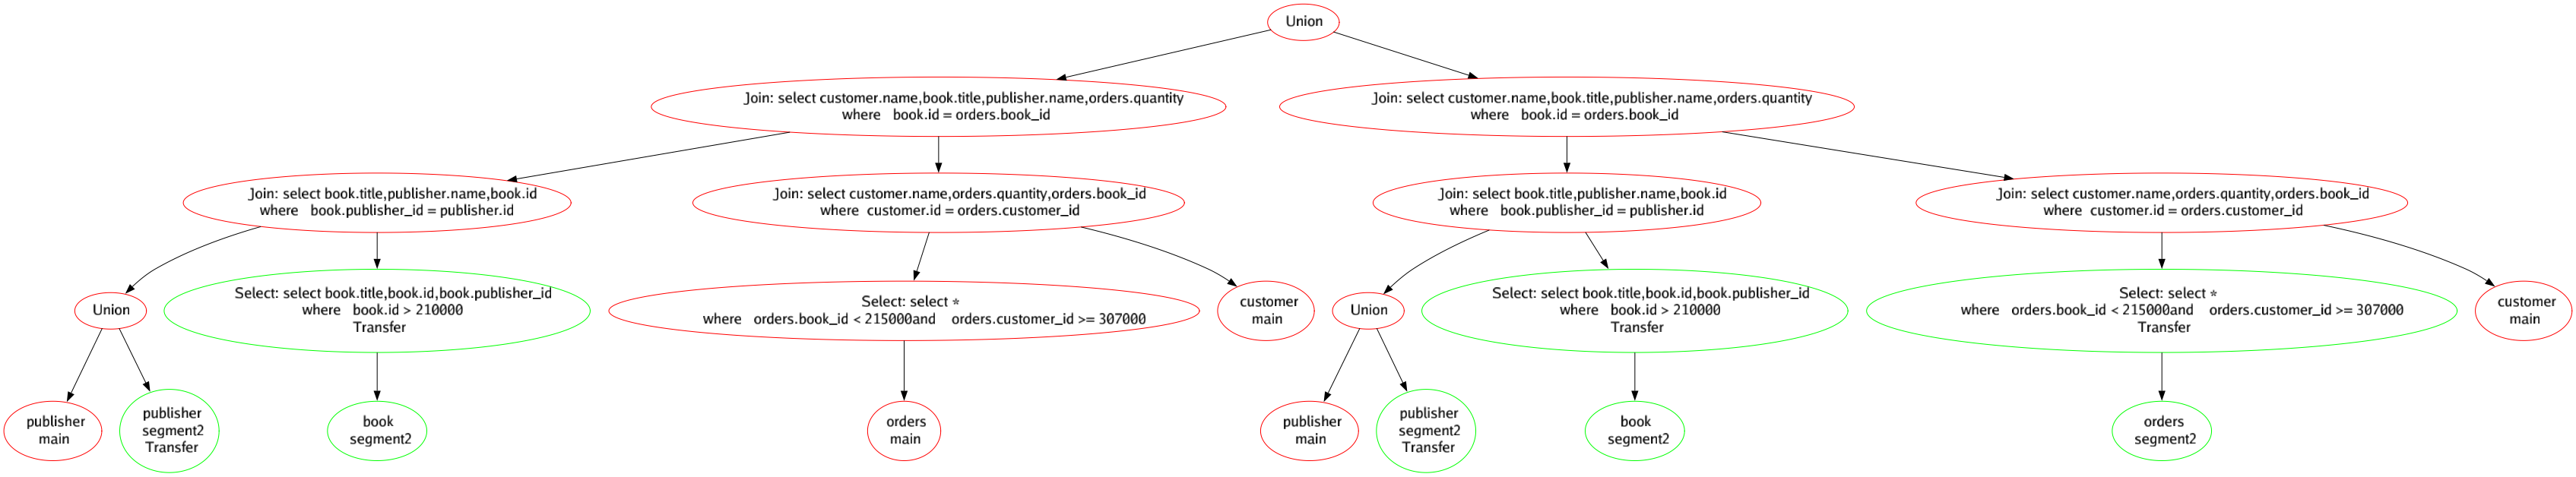 Union
Join: select customer.name,book.title,publisher.name,orders.quantity
where book.id = orders.book_id
Join: select customer.name,book.title,publisher.name,orders.quantity
where book.id = orders.book_id
Join: select book.title,publisher.name,book.id
where book.publisher_id = publisher.id
Join: select customer.name,orders.quantity,orders.book_id
where customer.id = orders.customer_id
Join: select book.title,publisher.name,book.id
where book.publisher_id = publisher.id
Join: select customer.name,orders.quantity,orders.book_id
where customer.id = orders.customer_id
Union
Select: select book.title,book.id,book.publisher_id
where book.id > 210000
Transfer
Select: select *
where orders.book_id < 215000and orders.customer_id >= 307000
customer
main
Union
Select: select book.title,book.id,book.publisher_id
where book.id > 210000
Transfer
Select: select *
where orders.book_id < 215000and orders.customer_id >= 307000
Transfer
customer
main
publisher
main
publisher
segment2
Transfer
book
segment2
orders
main
publisher
main
publisher
segment2
Transfer
book
segment2
orders
segment2